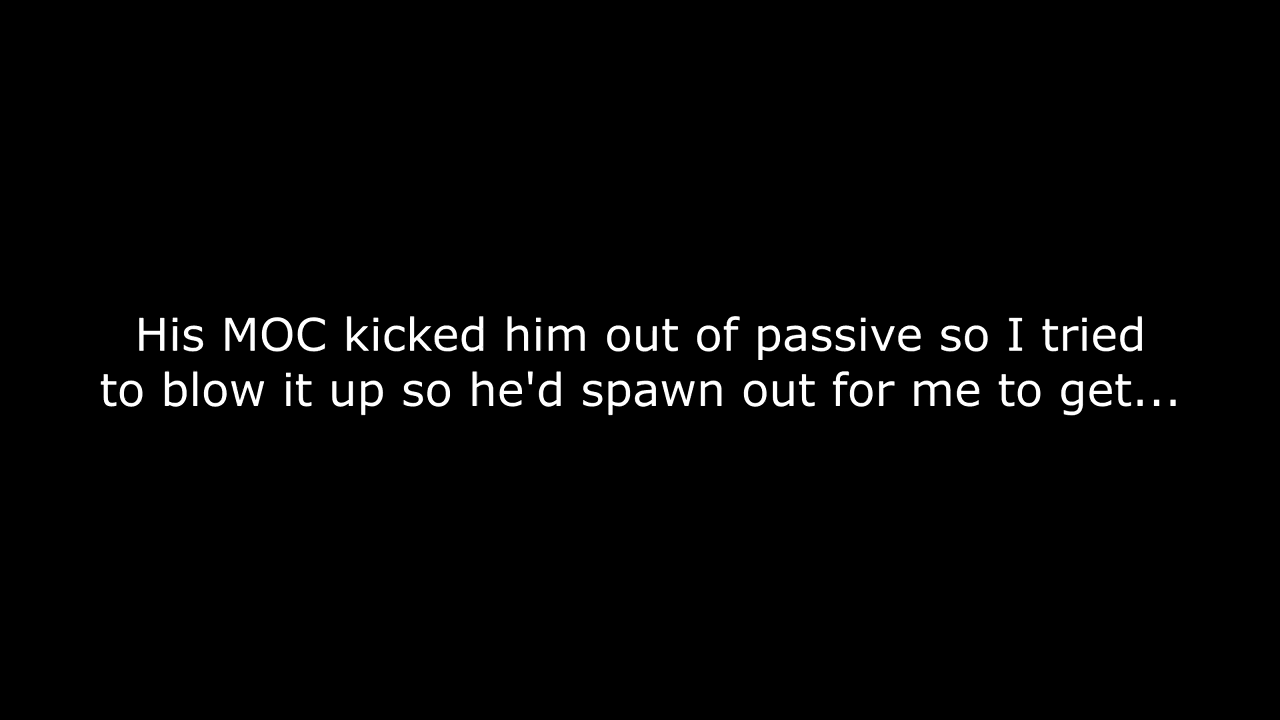 His MOC kicked him out of passive so I tried
to blow it up so he'd spawn out for me to get...